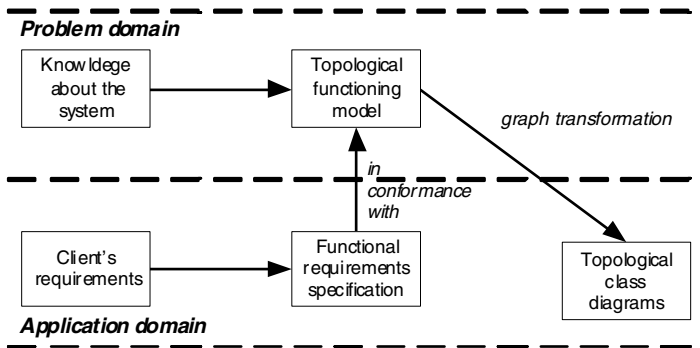 Problem domain
Knowldege
about the
system
Topological
functioning
model
graph transformation
in
conformance
with
Client's
requirements
Functional
requirements
specification
Topological
class
diagrams
Application domain